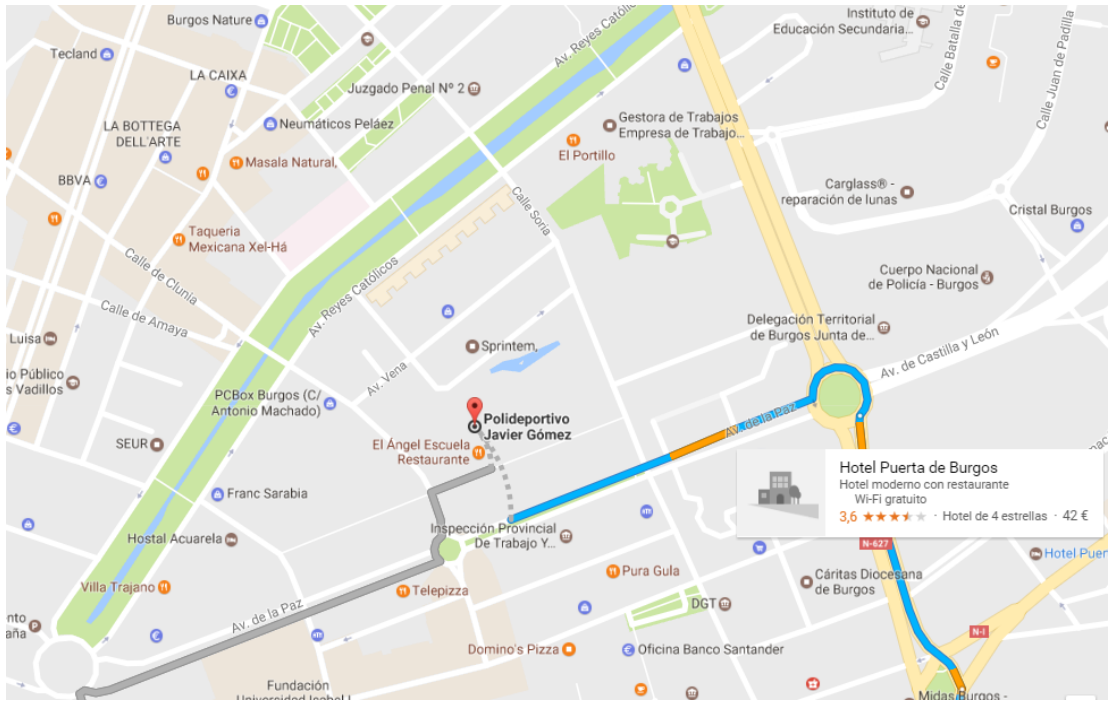 Burgos Nature
Instituto de
Educación Secundaria...
Av. Reyes Católicos
Calle Batalla de
Calle Juan de Padilla
Tecland
LA CAIXA
Juzgado Penal Nº 2
Gestora de Trabajos
Empresa de Trabajo...
LA BOTTEGA
DELL'ARTE
Neumáticos Peláez
El Portillo
Masala Natural,
BBVA
Carglass® -
reparación de lunas
Calle Soria
Cristal Burgos
Taqueria
Mexicana Xel-Há
Calle de Clunia
Av. Reyes Católicos
Cuerpo Nacional
de Policía - Burgos
Calle de Amaya
Delegación Territorial
de Burgos Junta de...
Luisa
Sprintem,
Av. de Castilla y León
io Público
s Vadillos
Av. Vena
PCBox Burgos (C/
Antonio Machado)
Polideportivo
Javier Gómez
Av. de la Paz
SEUR
El Ángel Escuela
Restaurante
Hotel Puerta de Burgos
Hotel moderno con restaurante
Wi-Fi gratuito
3,6 · Hotel de 4 estrellas · 42 €
Franc Sarabia
Inspección Provincial
De Trabajo Y...
Hostal Acuarela
N-627
Hotel Puen
Villa Trajano
Telepizza
Pura Gula
Cáritas Diocesana
de Burgos
Av. de la Paz
DGT
N-I
ento
aña
Domino's Pizza
Oficina Banco Santander
Fundación
Universidad Isabel I
Midas Burgos -